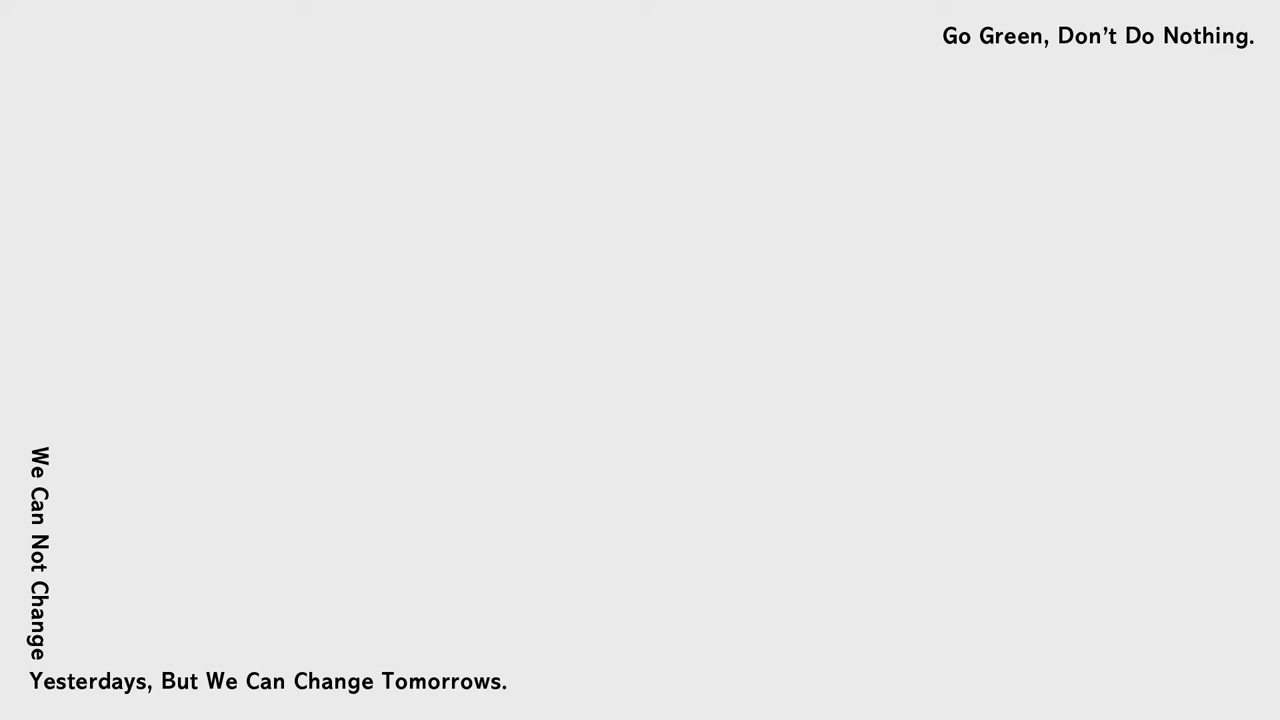 Go Green, Don’t Do Nothing.
We Can Not Change
Yesterdays, But We Can Change Tomorrows.